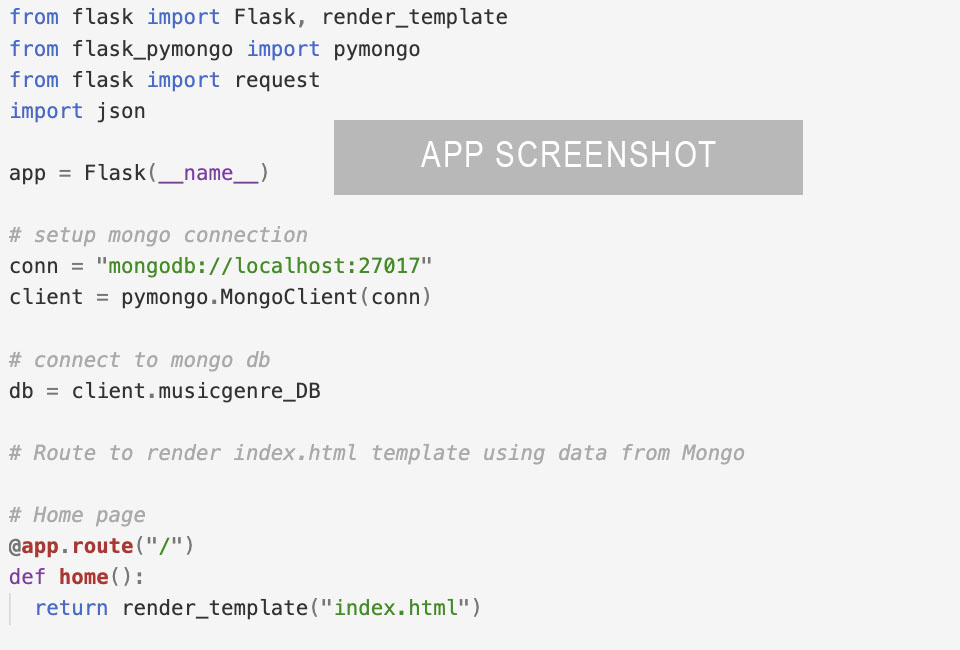 from flask import Flask, render_template
from flask_pymongo import pymongo
from flask import request
import json
APP SCREENSHOT
app = Flask(__name__)
# setup mongo connection
conn = "mongodb://localhost:27017"
client = pymongo.MongoClient(conn)
# connect to mongo db
db = client.musicgenre_DB
# Route to render index.html template using data from Mongo
# Home page
@app.route("/")
def home():
  return render_template("index.html")